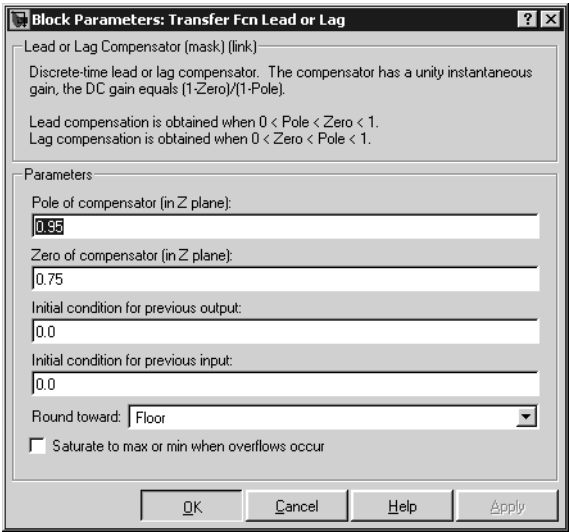 Block Parameters: Transfer Fcn Lead or Lag
Lead or Lag Compensator (mask) (link)
Discrete-time lead or lag compensator. The compensator has a unity instantaneous
gain, the DC gain equals (1-Zero)/(1-Pole).
Lead compensation is obtained when 0 < Pole < Zero < 1.
Lag compensation is obtained when 0 < Zero < Pole < 1.
Parameters
Pole of compensator (in Z plane):
0.95
Zero of compensator (in Z plane):
0.75
Initial condition for previous output:
0.0
Initial condition for previous input:
0.0
Round toward: Floor
Saturate to max or min when overflows occur
OK Cancel Help Apply